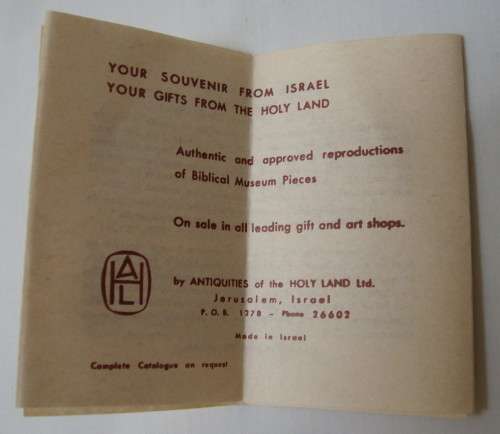 YOUR SOUVENIR FROM ISRAEL
YOUR GIFTS FROM THE HOLY LAND
Authentic and approved reproductions
of Biblical Museum Pieces
On sale in all leading gift and art shops.
AHL
by ANTIQUITIES of the HOLY LAND Ltd.
Jerusalem, Israel
P.O.B. 1278 - Phone 26602
Made in Israel
Complete Catalogue on request